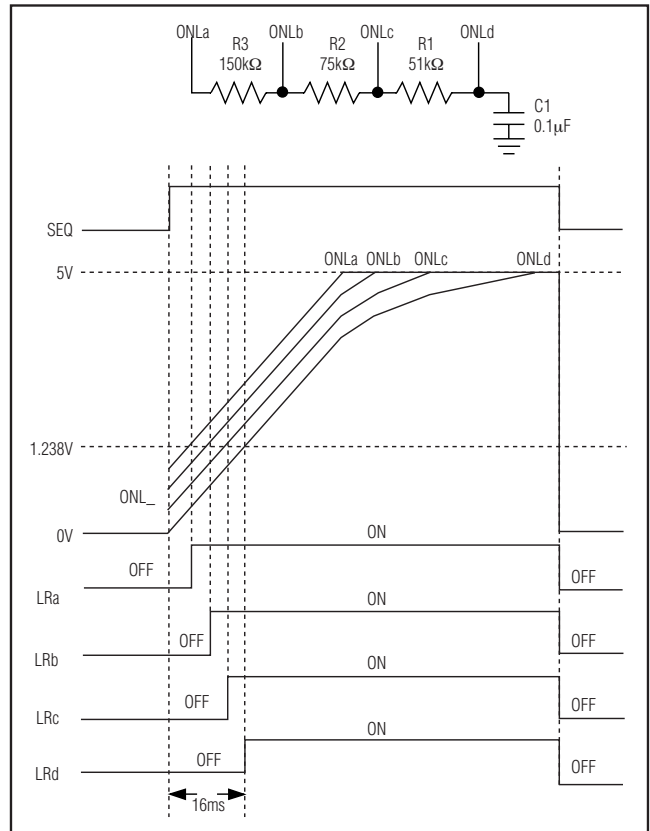 ONLa ONLb ONLc ONLd
R3 R2 R1
150kΩ 75kΩ 51kΩ
C1
0.1μF
SEQ
ONLa ONLb ONLc ONLd
5V
1.238V
ONL_
0V
ON
OFF
OFF
LRa
ON
OFF
OFF
LRb
ON
OFF
OFF
LRc
ON
OFF
OFF
LRd
16ms